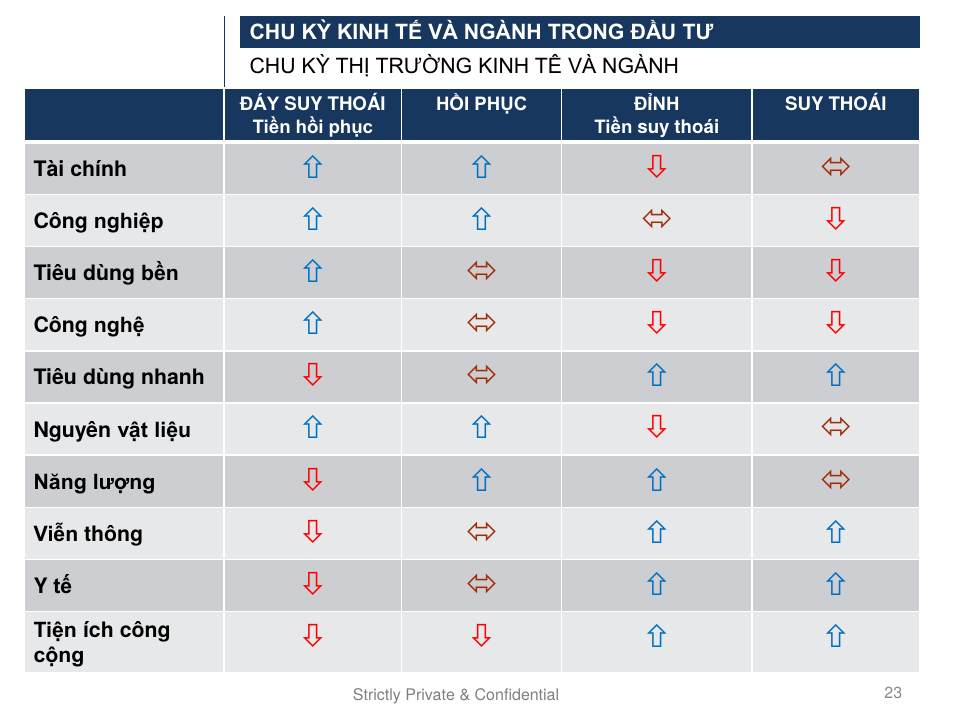 CHU KỲ KINH TẾ VÀ NGÀNH TRONG ĐẦU TƯ
CHU KỲ THỊ TRƯỜNG KINH TÊ VÀ NGÀNH
ĐÁY SUY THOÁI HỒI PHỤC ĐỈNH SUY THOÁI
Tiền hồi phục Tiền suy thoái
Tài chính ⇧ ⇧ ⇩ ⬄
Công nghiệp ⇧ ⇧ ⬄ ⇩
Tiêu dùng bền ⇧ ⬄ ⇩ ⇩
Công nghệ ⇧ ⬄ ⇩ ⇩
Tiêu dùng nhanh ⇩ ⬄ ⇧ ⇧
Nguyên vật liệu ⇧ ⇧ ⇩ ⬄
Năng lượng ⇩ ⇧ ⇧ ⬄
Viễn thông ⇩ ⬄ ⇧ ⇧
Y tế ⇩ ⬄ ⇧ ⇧
Tiện ích công ⇩ ⇩ ⇧ ⇧
cộng
Strictly Private & Confidential
23